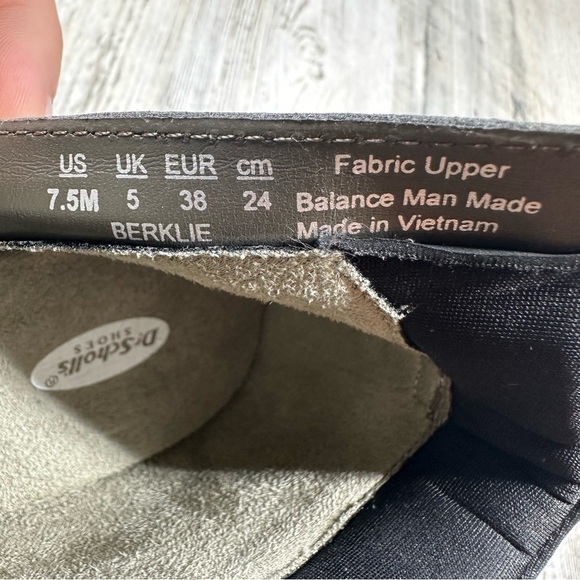 US UK EUR cm
7.5M 5 38 24
BERKLIE
Fabric Upper
Balance Man Made
Made in Vietnam
Dr. Scholl's
SHOES